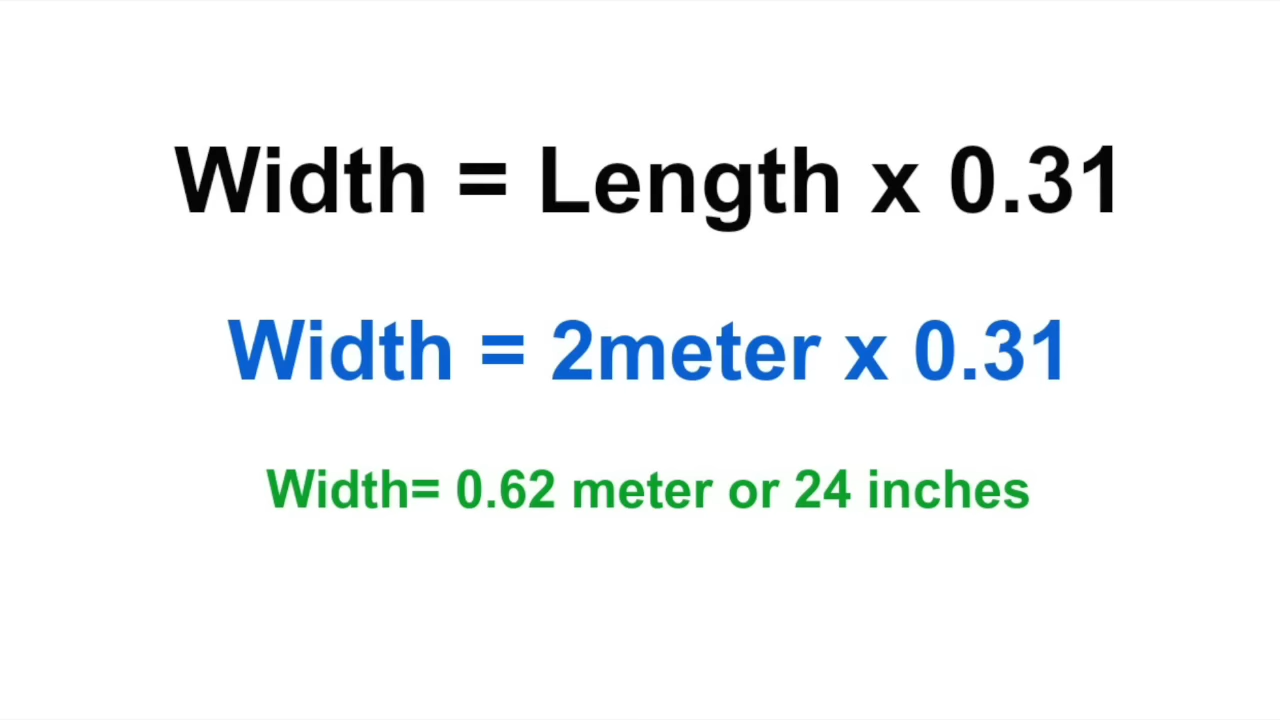 Width = Length x 0.31
Width = 2meter x 0.31
Width= 0.62 meter or 24 inches